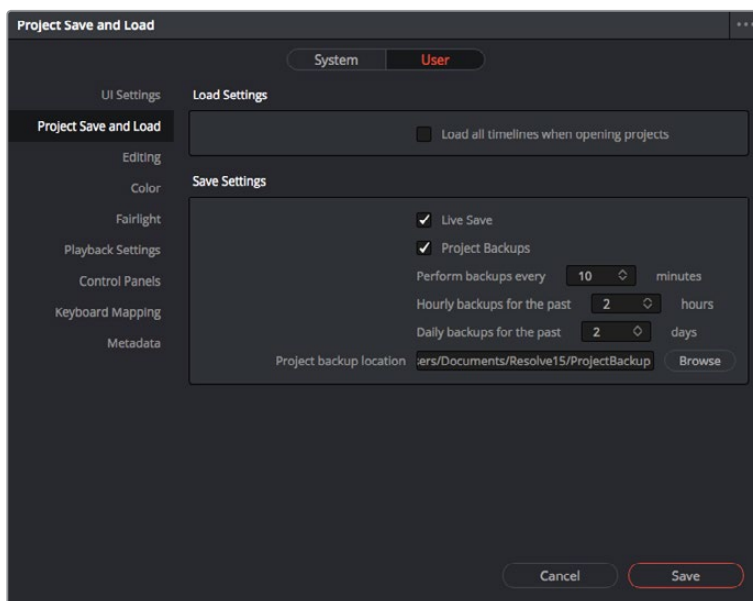 Project Save and Load
System User
UI Settings
Project Save and Load
Editing
Color
Fairlight
Playback Settings
Control Panels
Keyboard Mapping
Metadata
Load Settings
Load all timelines when opening projects
Save Settings
Live Save
Project Backups
Perform backups every 10 minutes
Hourly backups for the past 2 hours
Daily backups for the past 2 days
Project backup location ers/Documents/Resolve15/ProjectBackup Browse
Cancel Save